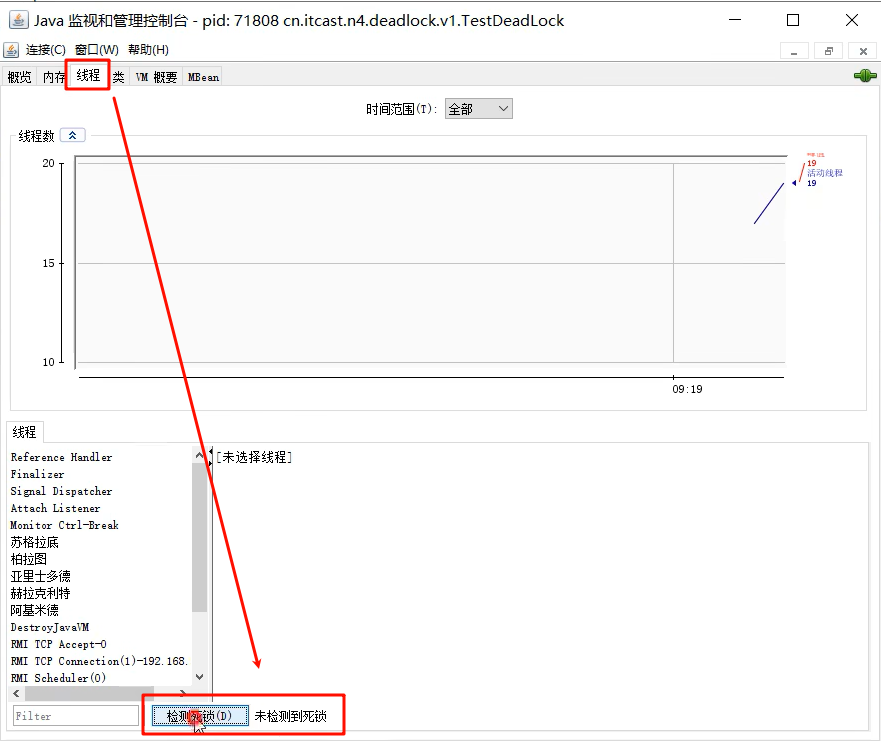 Java 监视和管理控制台 - pid: 71808 cn.itcast.n4.deadlock.v1.TestDeadLock
连接(C) 窗口(W) 帮助(H)
概览 内存 线程 类 VM 概要 MBean
时间范围(T): 全部
线程数
20
15
10
19
活动线程
19
09:19
线程
Reference Handler
Finalizer
Signal Dispatcher
Attach Listener
Monitor Ctrl-Break
苏格拉底
柏拉图
亚里士多德
赫拉克利特
阿基米德
DestroyJavaVM
RMI TCP Accept-0
RMI TCP Connection(1)-192.168.
RMI Scheduler(0)
[未选择线程]
Filter
检测死锁(D) 未检测到死锁